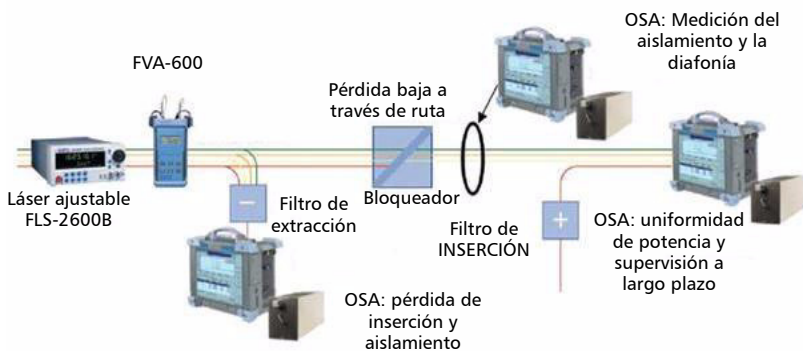 OSA: Medición del
aislamiento y la
diafonía
FVA-600
Pérdida baja a
través de ruta
Láser ajustable
FLS-2600B
Filtro de
extracción
Bloqueador
Filtro de
INSERCIÓN
OSA: uniformidad
de potencia y
supervisión a
largo plazo
OSA: pérdida de
inserción y
aislamiento